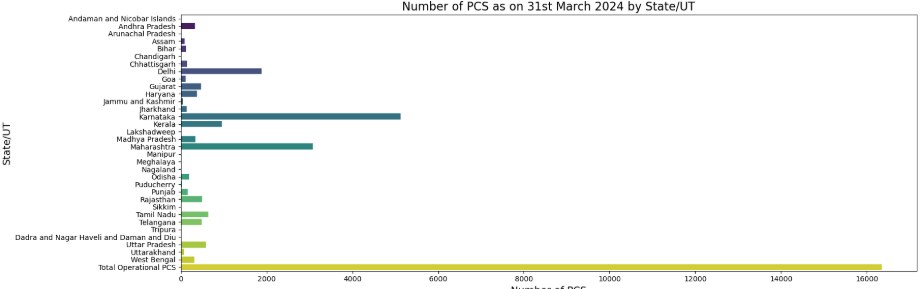 Number of PCS as on 31st March 2024 by State/UT
State/UT
Andaman and Nicobar Islands
Andhra Pradesh
Arunachal Pradesh
Assam
Bihar
Chandigarh
Chhattisgarh
Delhi
Goa
Gujarat
Haryana
Jammu and Kashmir
Jharkhand
Karnataka
Kerala
Lakshadweep
Madhya Pradesh
Maharashtra
Manipur
Meghalaya
Nagaland
Odisha
Puducherry
Punjab
Rajasthan
Sikkim
Tamil Nadu
Telangana
Tripura
Dadra and Nagar Haveli and Daman and Diu
Uttar Pradesh
Uttarakhand
West Bengal
Total Operational PCS
0 2000 4000 6000 8000 10000 12000 14000 16000
Number of PCS